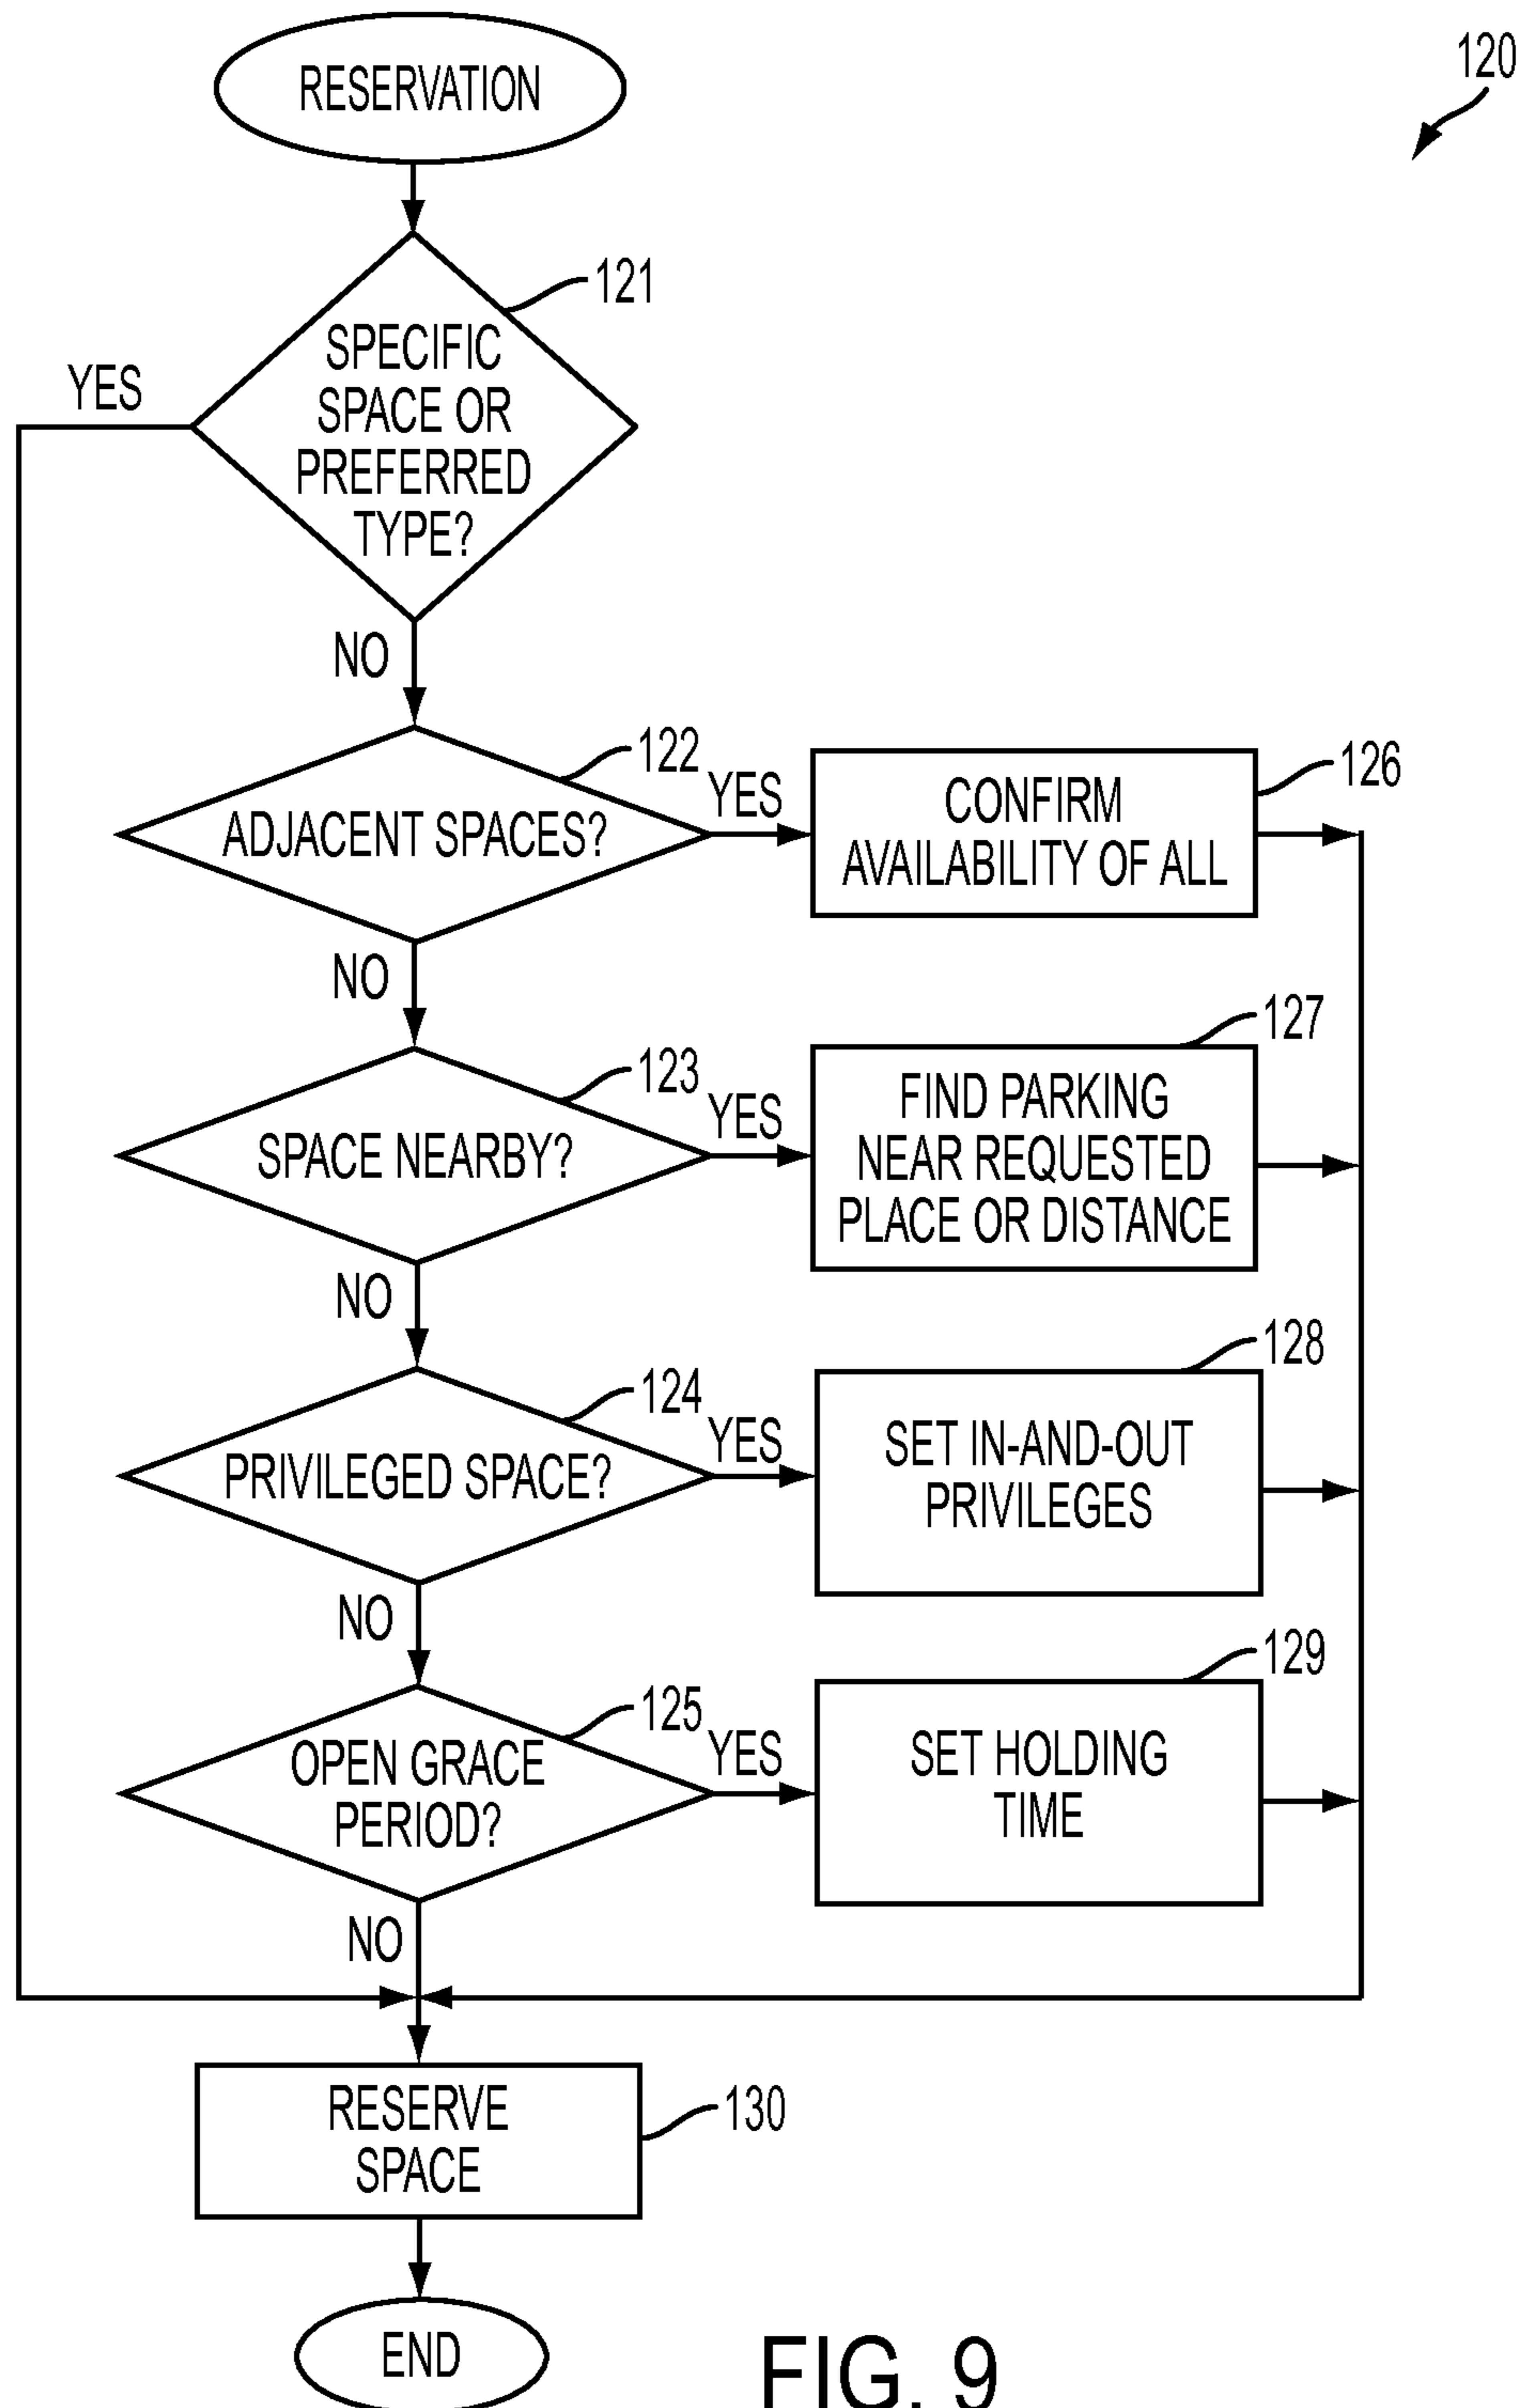 RESERVATION
120
121
SPECIFIC
SPACE OR
PREFERRED
TYPE?
YES
NO
122
ADJACENT SPACES?
YES
CONFIRM
AVAILABILITY OF ALL
126
NO
123
SPACE NEARBY?
YES
FIND PARKING
NEAR REQUESTED
PLACE OR DISTANCE
127
NO
124
PRIVILEGED SPACE?
YES
SET IN-AND-OUT
PRIVILEGES
128
NO
125
OPEN GRACE
PERIOD?
YES
SET HOLDING
TIME
129
NO
RESERVE
SPACE
130
END
FIG. 9